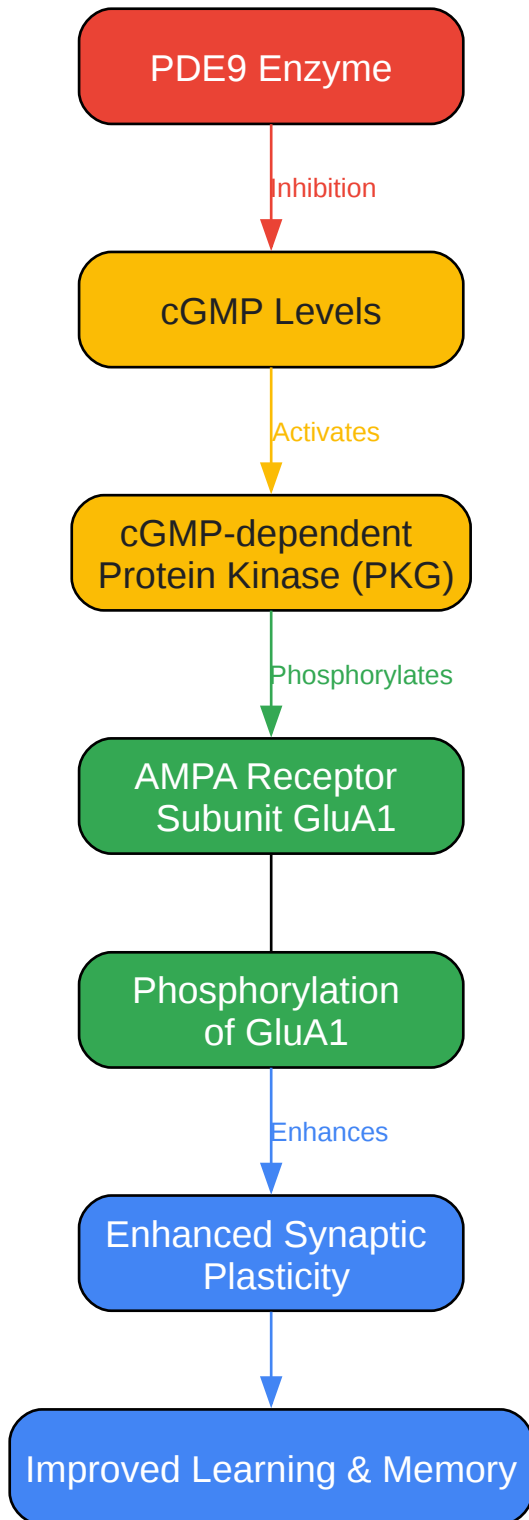 PDE9 Enzyme
Inhibition
cGMP Levels
Activates
cGMP-dependent
Protein Kinase (PKG)
Phosphorylates
AMPA Receptor
Subunit GluA1
Phosphorylation
of GluA1
Enhances
Enhanced Synaptic
Plasticity
Improved Learning & Memory